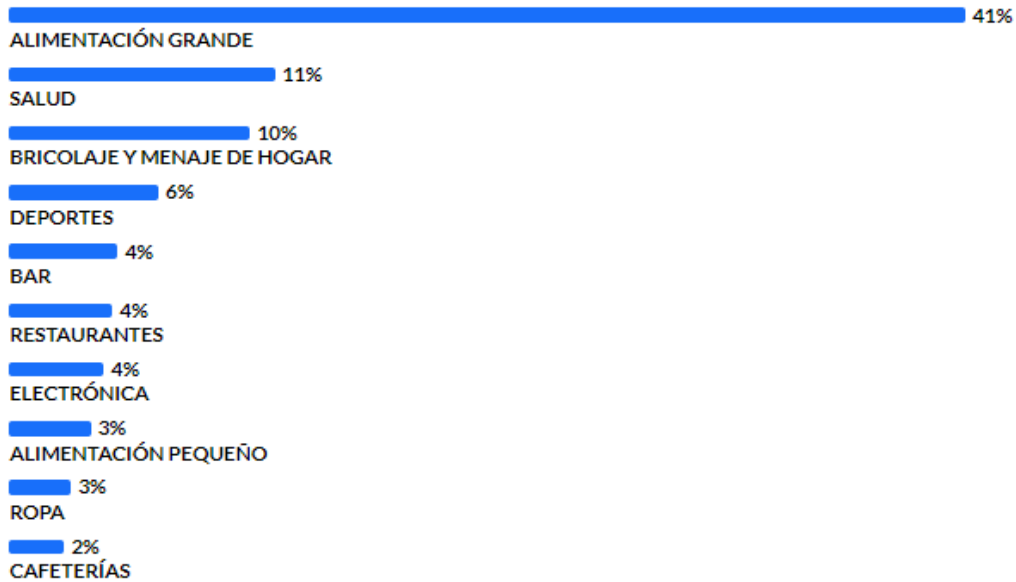 41%
ALIMENTACIÓN GRANDE
11%
SALUD
10%
BRICOLAJE Y MENAJE DE HOGAR
6%
DEPORTES
4%
BAR
4%
RESTAURANTES
4%
ELECTRÓNICA
3%
ALIMENTACIÓN PEQUEÑO
3%
ROPA
2%
CAFETERÍAS